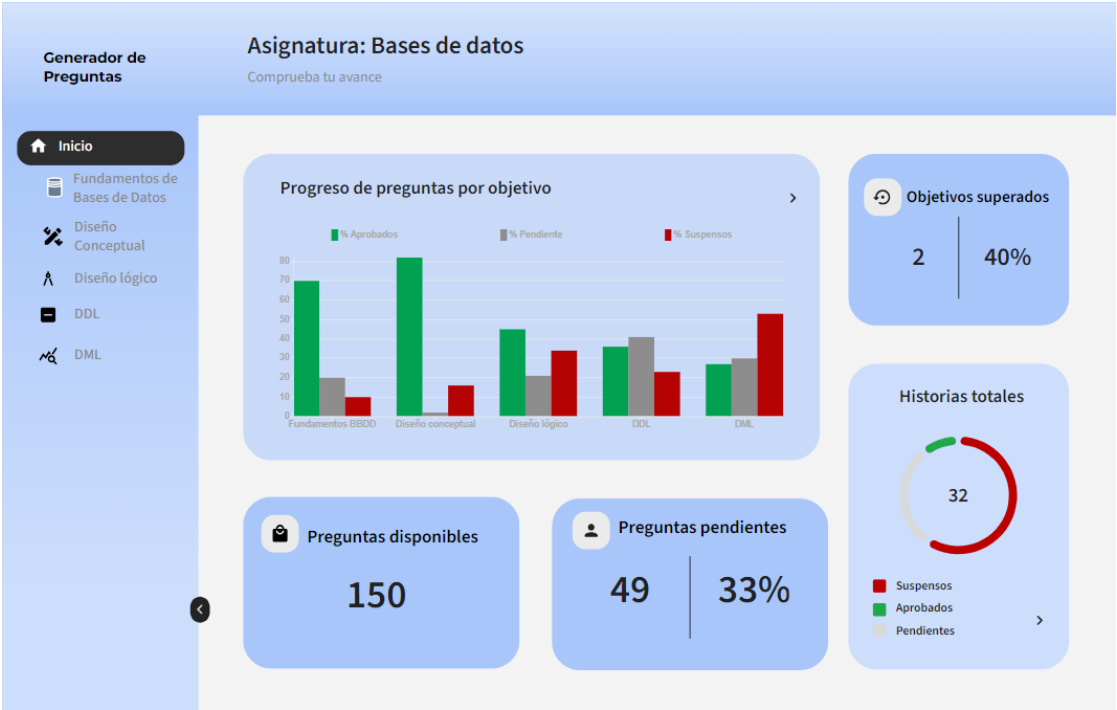 Generador de
Preguntas
Asignatura: Bases de datos
Comprueba tu avance
Inicio
Fundamentos de
Bases de Datos
Diseño
Conceptual
Diseño lógico
DDL
DML
Progreso de preguntas por objetivo
% Aprobados
% Pendiente
% Suspensos
80
70
60
50
40
30
20
10
0
Fundamentos BBDD
Diseño conceptual
Diseño lógico
DDL
DML
Objetivos superados
2
40%
Preguntas disponibles
150
Preguntas pendientes
49
33%
Historias totales
32
Suspensos
Aprobados
Pendientes